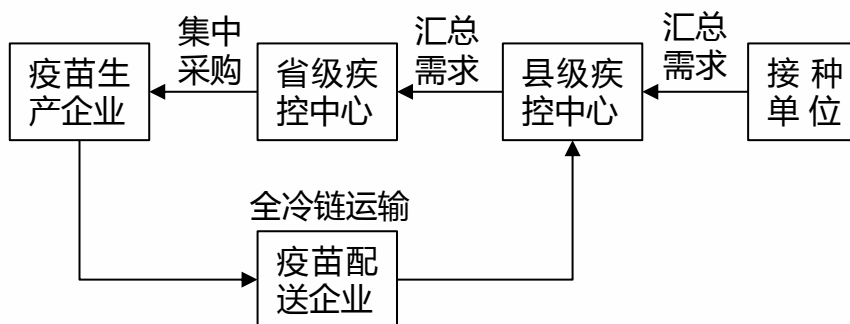 集中
采购
汇总
需求
汇总
需求
疫苗生
产企业
省级疾
控中心
县级疾
控中心
接种
单位
全冷链运输
疫苗配
送企业